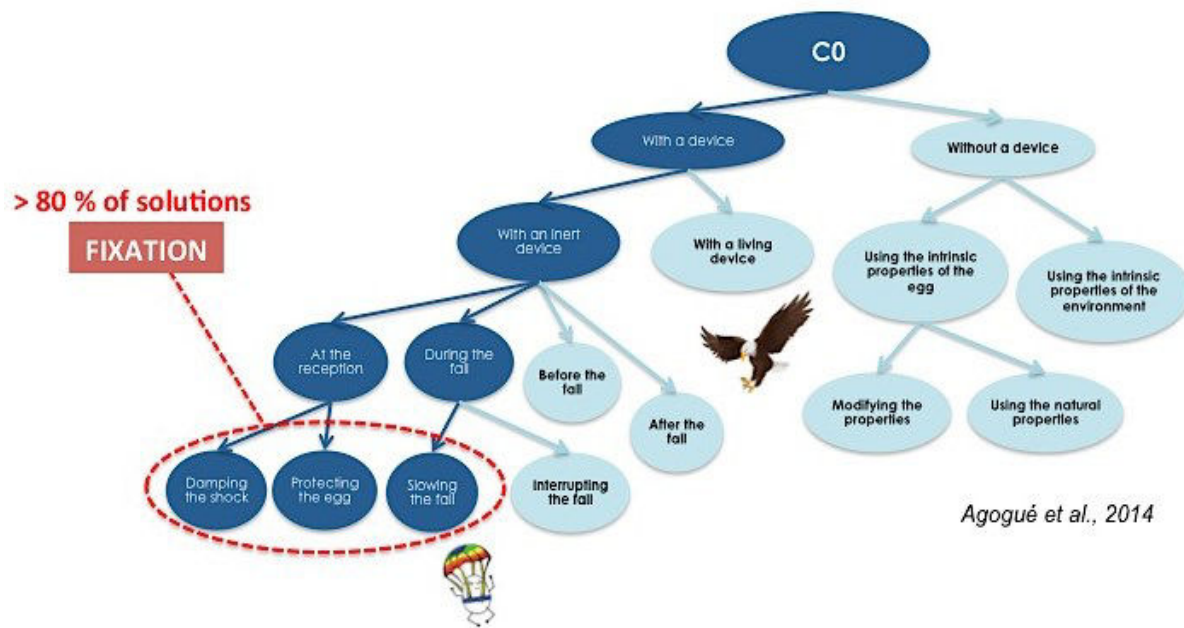 C0
With a device
Without a device
> 80 % of solutions
FIXATION
With an inert
device
With a living
device
Using the intrinsic
properties of the
egg
Using the intrinsic
properties of the
environment
At the
reception
During the
fall
Before the
fall
After the
fall
Modifying the
properties
Using the natural
properties
Damping
the shock
Protecting
the egg
Slowing
the fall
Interrupting
the fall
Agogué et al., 2014